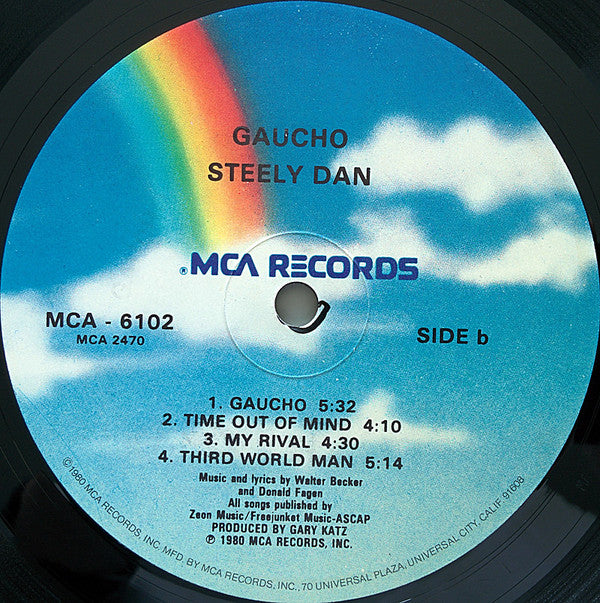 GAUCHO
STEELY DAN
®MCA RECORDS
MCA - 6102
MCA 2470
SIDE b
1. GAUCHO 5:32
2. TIME OUT OF MIND 4:10
3. MY RIVAL 4:30
4. THIRD WORLD MAN 5:14
Music and lyrics by Walter Becker
and Donald Fagen
All songs published by
Zeon Music/Freejunket Music-ASCAP
PRODUCED BY GARY KATZ
℗ 1980 MCA RECORDS, INC.
©1980 MCA RECORDS, INC. MFD. BY MCA RECORDS, INC., 70 UNIVERSAL PLAZA, UNIVERSAL CITY, CALIF. 91608